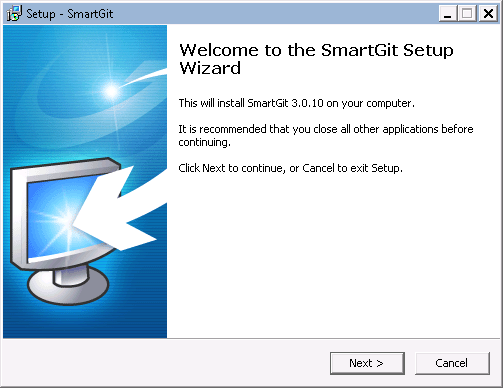 Setup - SmartGit
Welcome to the SmartGit Setup
Wizard
This will install SmartGit 3.0.10 on your computer.
It is recommended that you close all other applications before
continuing.
Click Next to continue, or Cancel to exit Setup.
Next >
Cancel